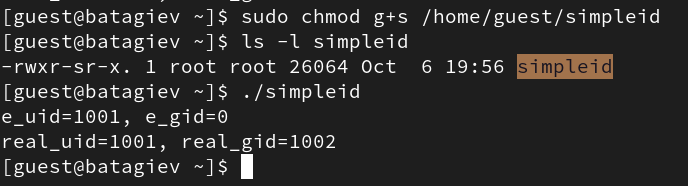 [guest@batagiev ~]$ sudo chmod g+s /home/guest/simpleid
[guest@batagiev ~]$ ls -l simpleid
-rwxr-sr-x. 1 root root 26064 Oct  6 19:56 simpleid
[guest@batagiev ~]$ ./simpleid
e_uid=1001, e_gid=0
real_uid=1001, real_gid=1002
[guest@batagiev ~]$